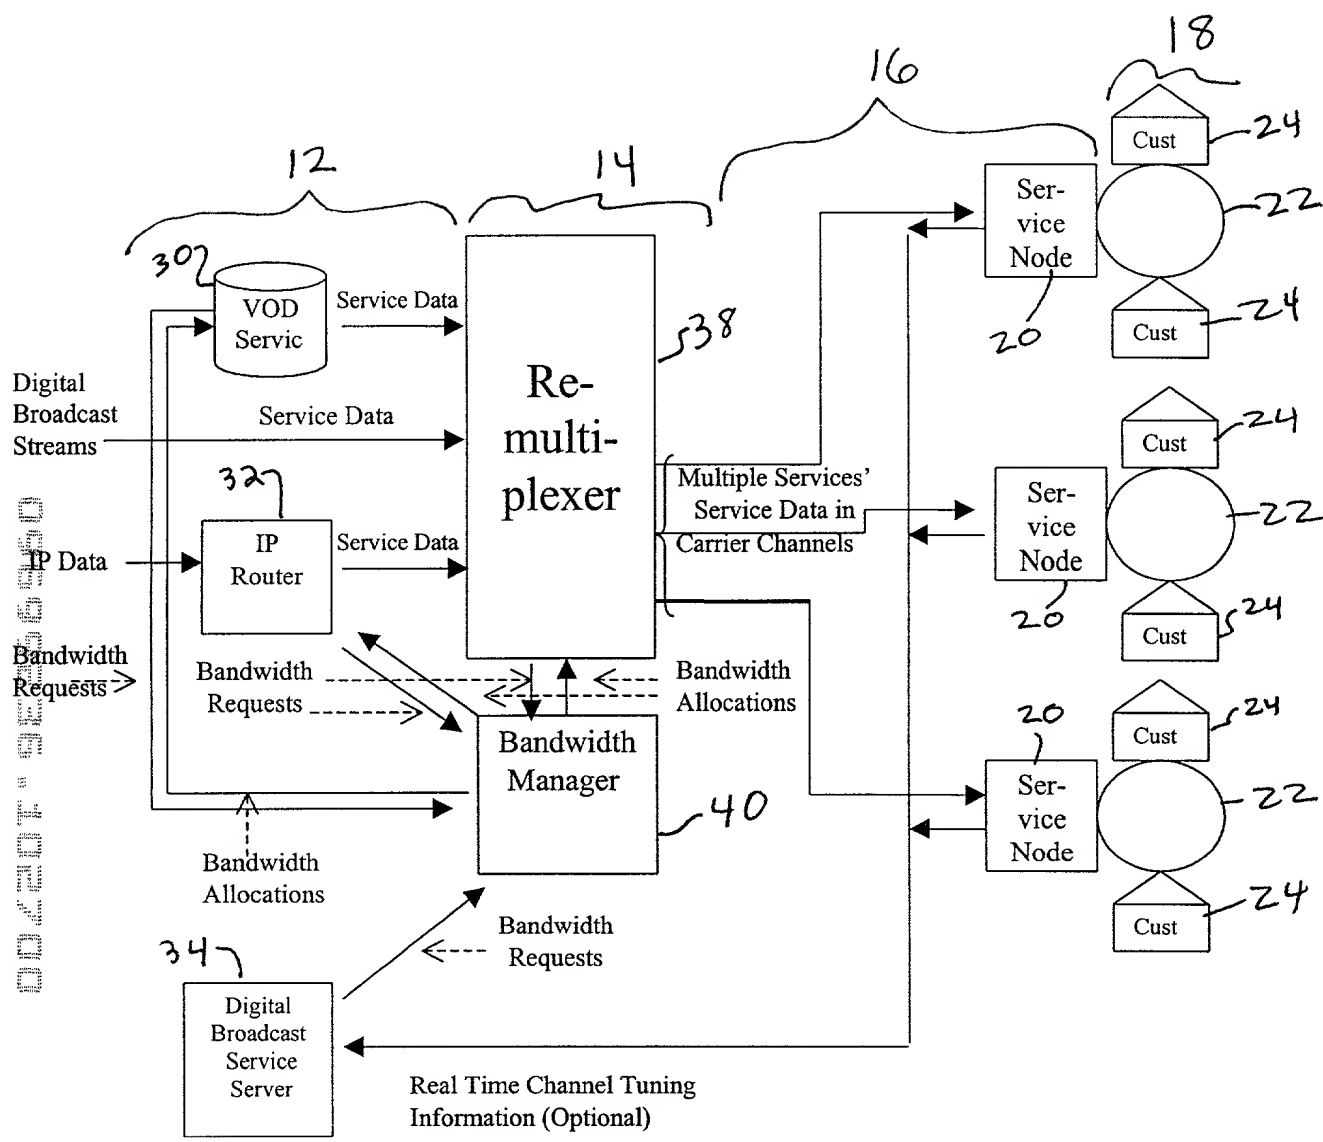 18
16
Cust
24
12
14
Ser-
vice
Node
22
30
VOD
Servic
Service Data
38
20
Cust
24
Digital
Broadcast
Streams
Service Data
Re-
multi-
plexer
Cust
24
32
Multiple Services'
Service Data in
Carrier Channels
Ser-
vice
Node
22
IP Data
IP
Router
Service Data
20
Cust
24
Bandwidth
Requests
Bandwidth
Requests
Bandwidth
Allocations
20
Cust
24
Bandwidth
Manager
40
Ser-
vice
Node
22
Bandwidth
Allocations
Cust
24
34
Bandwidth
Requests
Digital
Broadcast
Service
Server
Real Time Channel Tuning
Information (Optional)